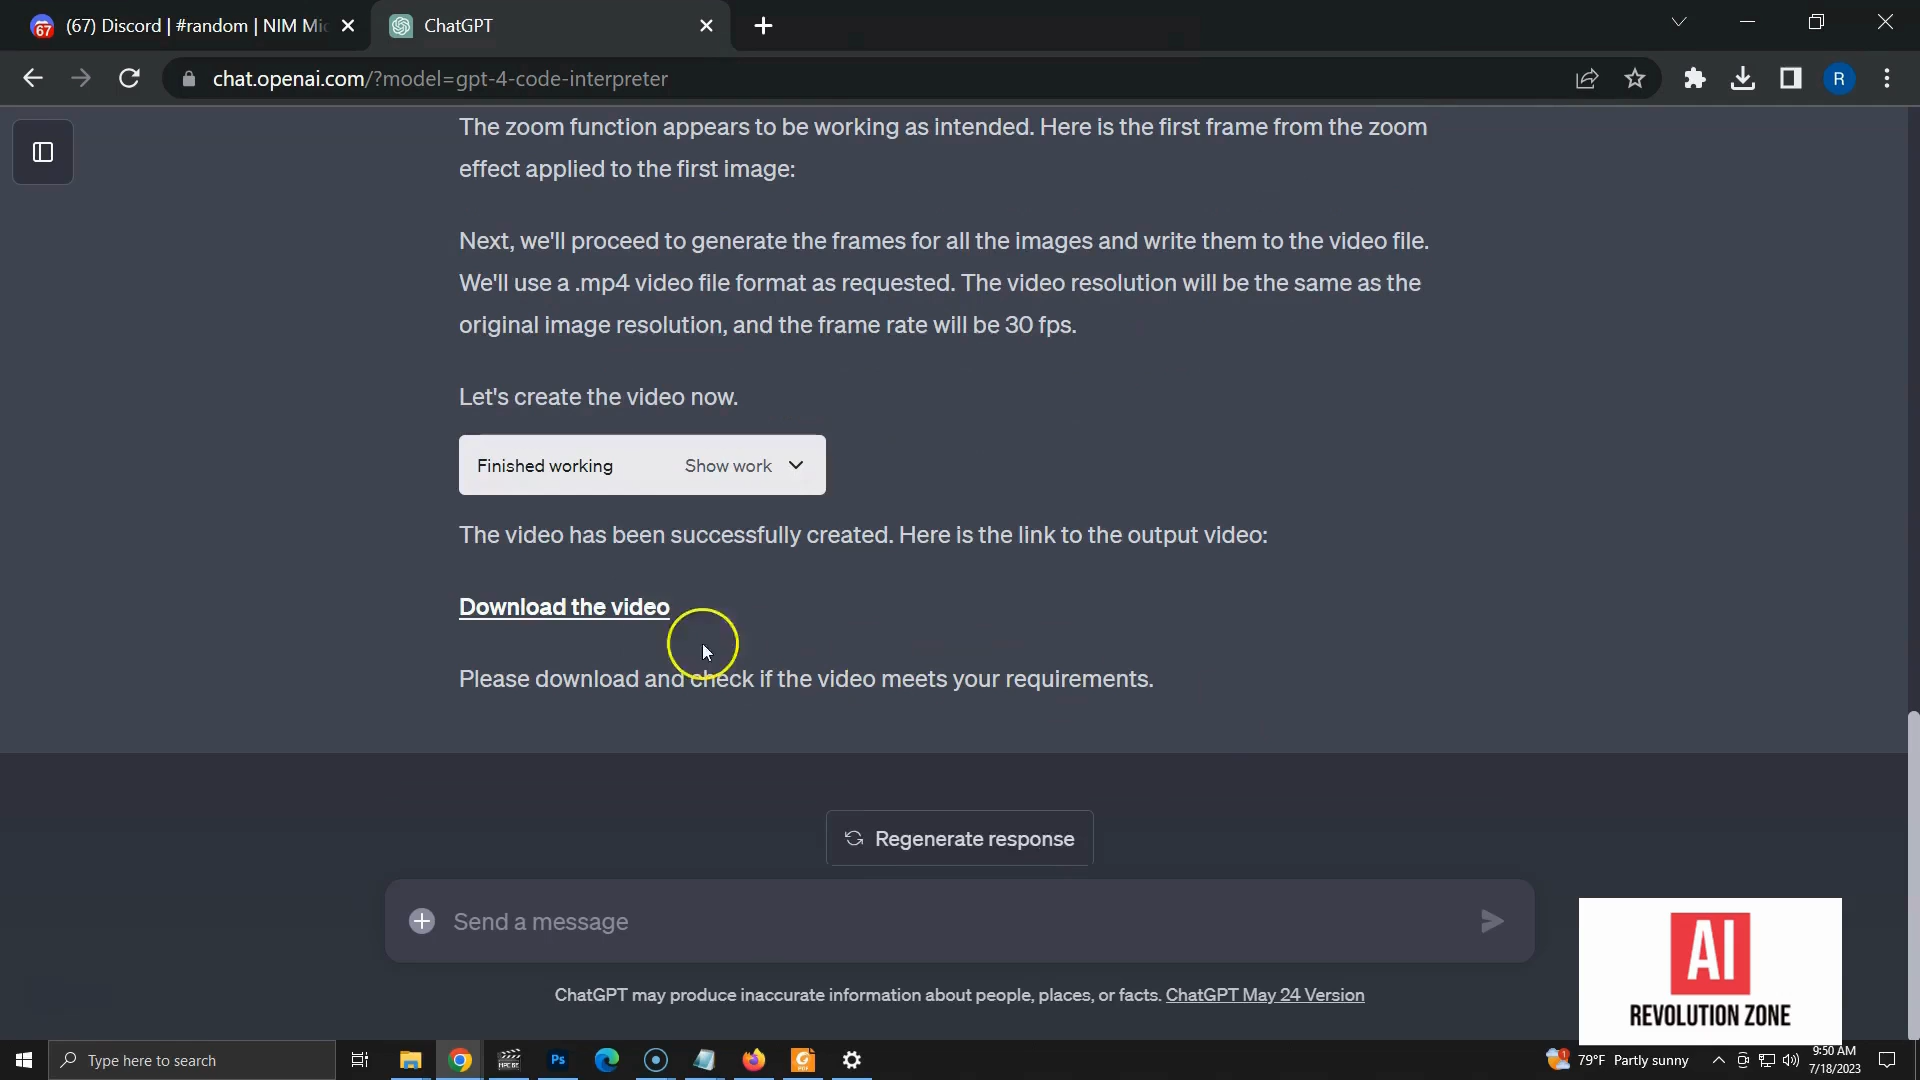 (67) Discord | #random | NIM Mi
67
ChatGPT
chat.openai.com/?model=gpt-4-code-interpreter
R
The zoom function appears to be working as intended. Here is the first frame from the zoom
effect applied to the first image:
Next, we'll proceed to generate the frames for all the images and write them to the video file.
We'll use a .mp4 video file format as requested. The video resolution will be the same as the
original image resolution, and the frame rate will be 30 fps.
Let's create the video now.
Finished working Show work
The video has been successfully created. Here is the link to the output video:
Download the video
Please download and check if the video meets your requirements.
Regenerate response
Send a message
ChatGPT may produce inaccurate information about people, places, or facts. ChatGPT May 24 Version
AI
REVOLUTION ZONE
Type here to search
Ps
79°F Partly sunny
9:50 AM
7/18/2023